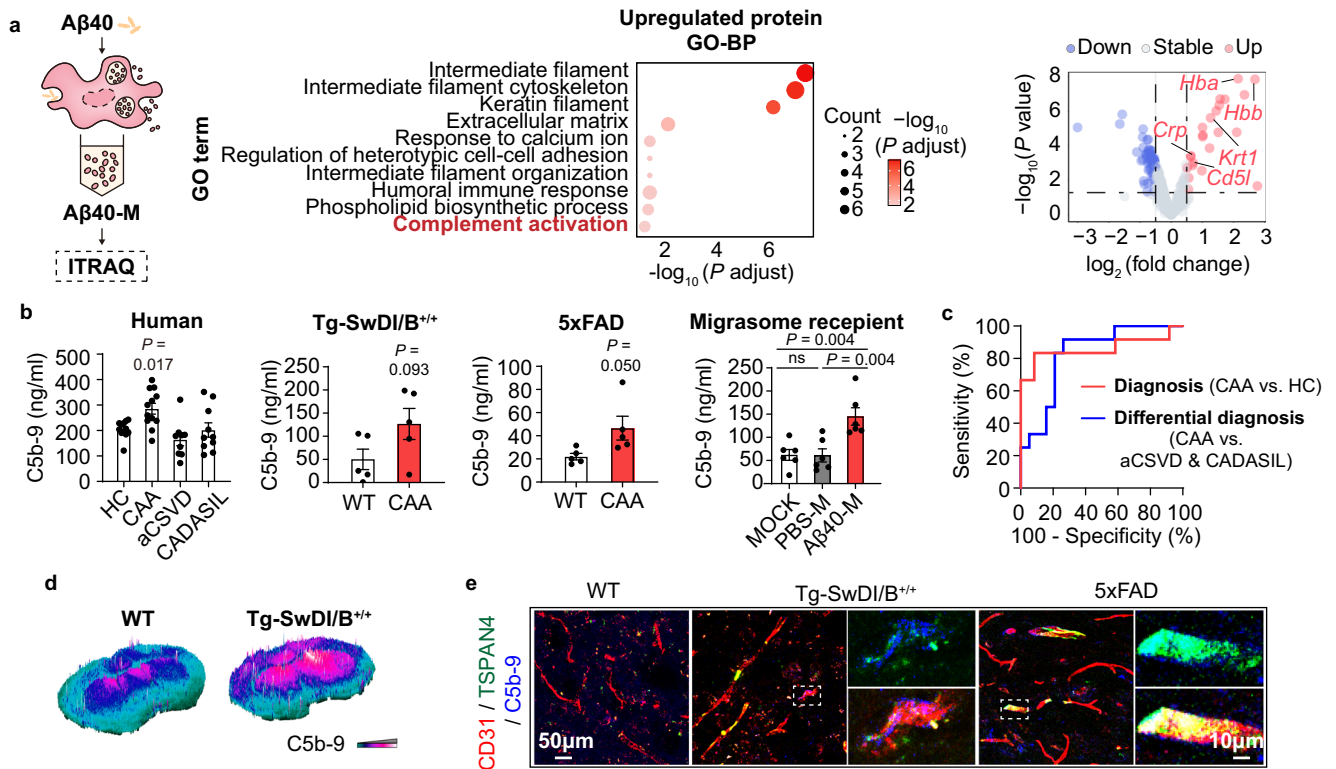 a
Aβ40
Aβ40-M
ITRAQ
Upregulated protein
GO-BP
GO term
Intermediate filament
Intermediate filament cytoskeleton
Keratin filament
Extracellular matrix
Response to calcium ion
Regulation of heterotypic cell-cell adhesion
Intermediate filament organization
Humoral immune response
Phospholipid biosynthetic process
Complement activation
2 4 6
-log10(P adjust)
Count
2
3
4
5
6
−log10
(P adjust)
6
4
2
Down Stable Up
8
6
4
2
0
−log10(P value)
Hba
Hbb
Crp
Krt1
Cd5l
−3 −1 0 1 2 3
log2(fold change)
b
Human
C5b-9 (ng/ml)
500
400
300
200
100
0
P =
0.017
HC
CAA
aCSVD
CADASIL
Tg-SwDI/B+/+
C5b-9 (ng/ml)
250
200
150
100
50
0
P =
0.093
WT CAA
5xFAD
C5b-9 (ng/ml)
100
80
60
40
20
0
P =
0.050
WT CAA
Migrasome recepient
C5b-9 (ng/ml)
250
200
150
100
50
0
P = 0.004
ns P = 0.004
MOCK
PBS-M
Aβ40-M
c
Sensitivity (%)
100
80
60
40
20
0
Diagnosis (CAA vs. HC)
Differential diagnosis
(CAA vs.
aCSVD & CADASIL)
0 20 40 60 80 100
100 - Specificity (%)
d
WT
Tg-SwDI/B+/+
C5b-9
e
WT
Tg-SwDI/B+/+
5xFAD
CD31 / TSPAN4
/ C5b-9
50μm
10μm